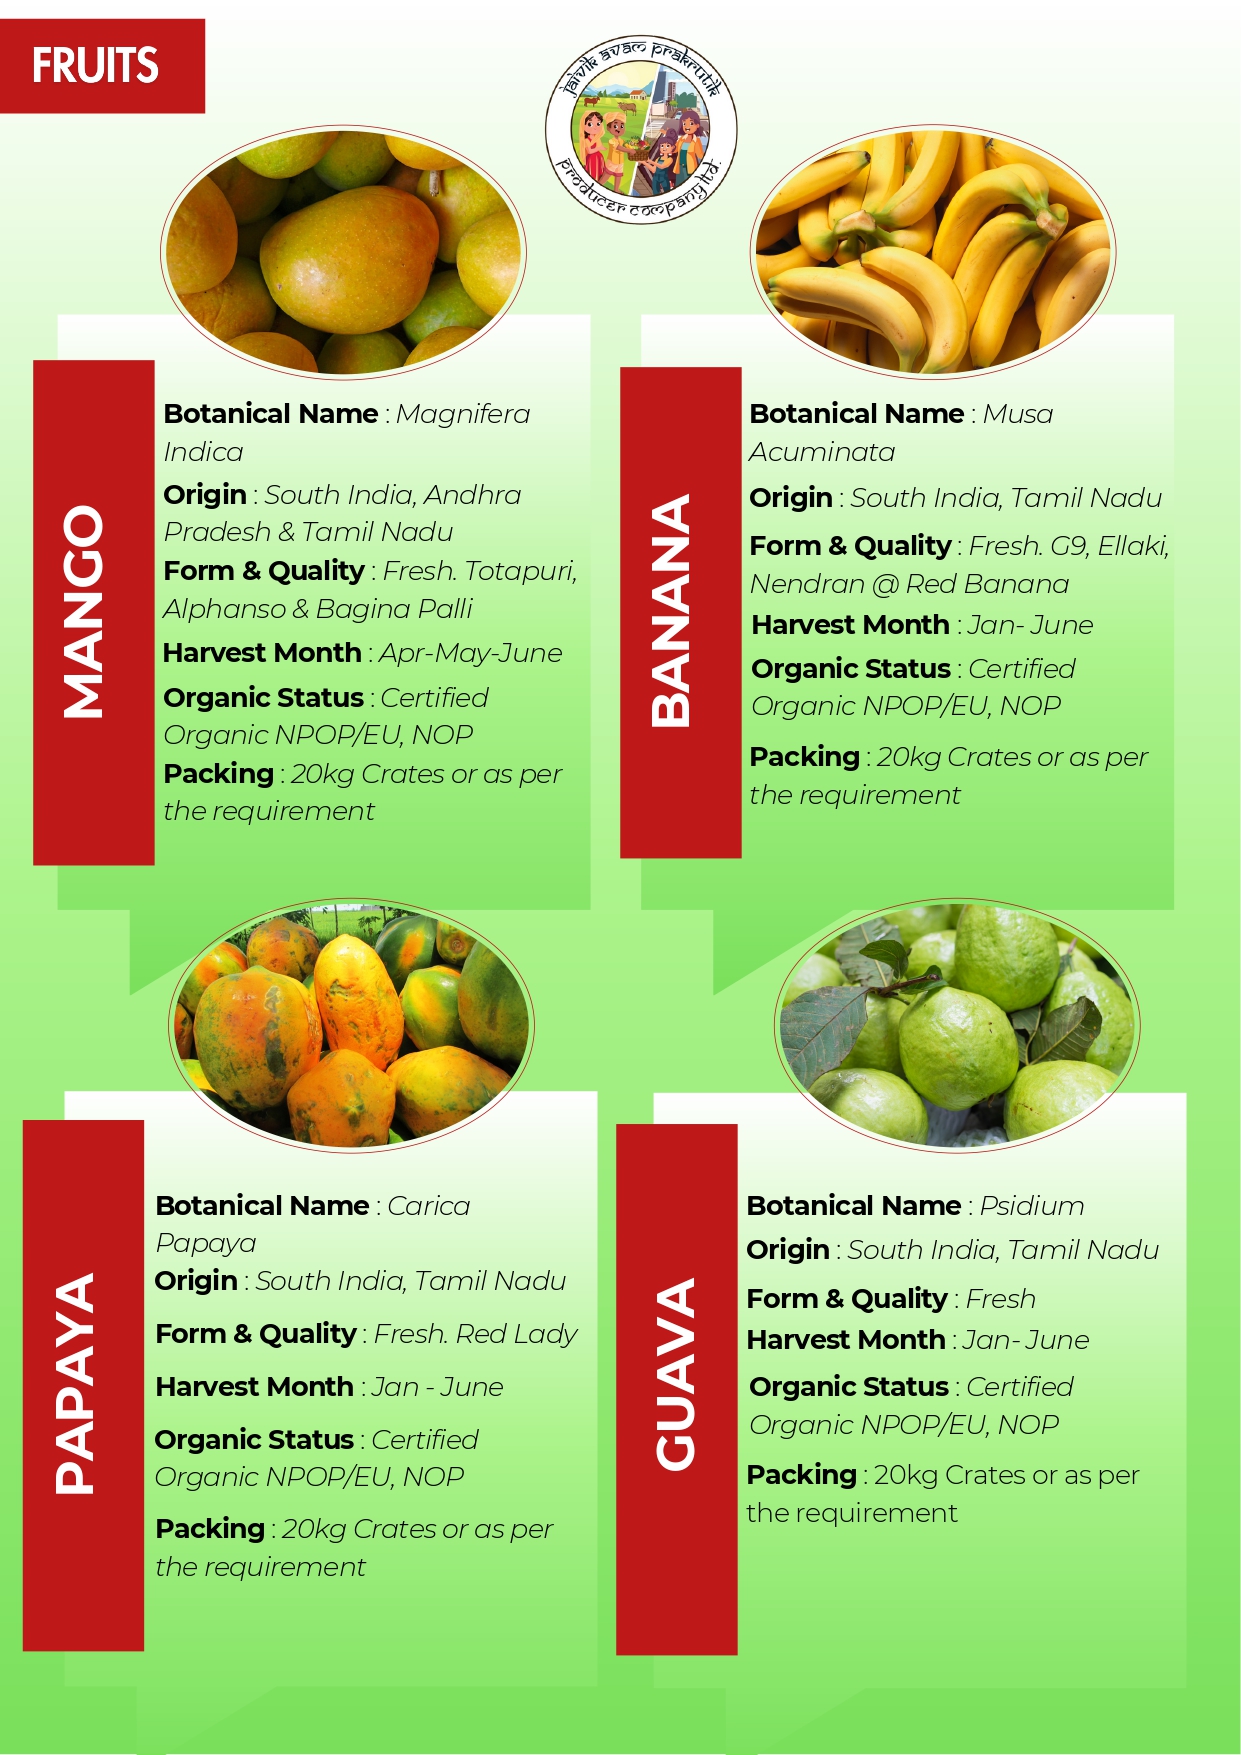 FRUITS
jaivik avam prakrutik
producer company ltd.
MANGO
Botanical Name : Magnifera
Indica
Origin : South India, Andhra
Pradesh & Tamil Nadu
Form & Quality : Fresh. Totapuri,
Alphanso & Bagina Palli
Harvest Month : Apr-May-June
Organic Status : Certified
Organic NPOP/EU, NOP
Packing : 20kg Crates or as per
the requirement
BANANA
Botanical Name : Musa
Acuminata
Origin : South India, Tamil Nadu
Form & Quality : Fresh. G9, Ellaki,
Nendran @ Red Banana
Harvest Month : Jan- June
Organic Status : Certified
Organic NPOP/EU, NOP
Packing : 20kg Crates or as per
the requirement
PAPAYA
Botanical Name : Carica
Papaya
Origin : South India, Tamil Nadu
Form & Quality : Fresh. Red Lady
Harvest Month : Jan - June
Organic Status : Certified
Organic NPOP/EU, NOP
Packing : 20kg Crates or as per
the requirement
GUAVA
Botanical Name : Psidium
Origin : South India, Tamil Nadu
Form & Quality : Fresh
Harvest Month : Jan- June
Organic Status : Certified
Organic NPOP/EU, NOP
Packing : 20kg Crates or as per
the requirement